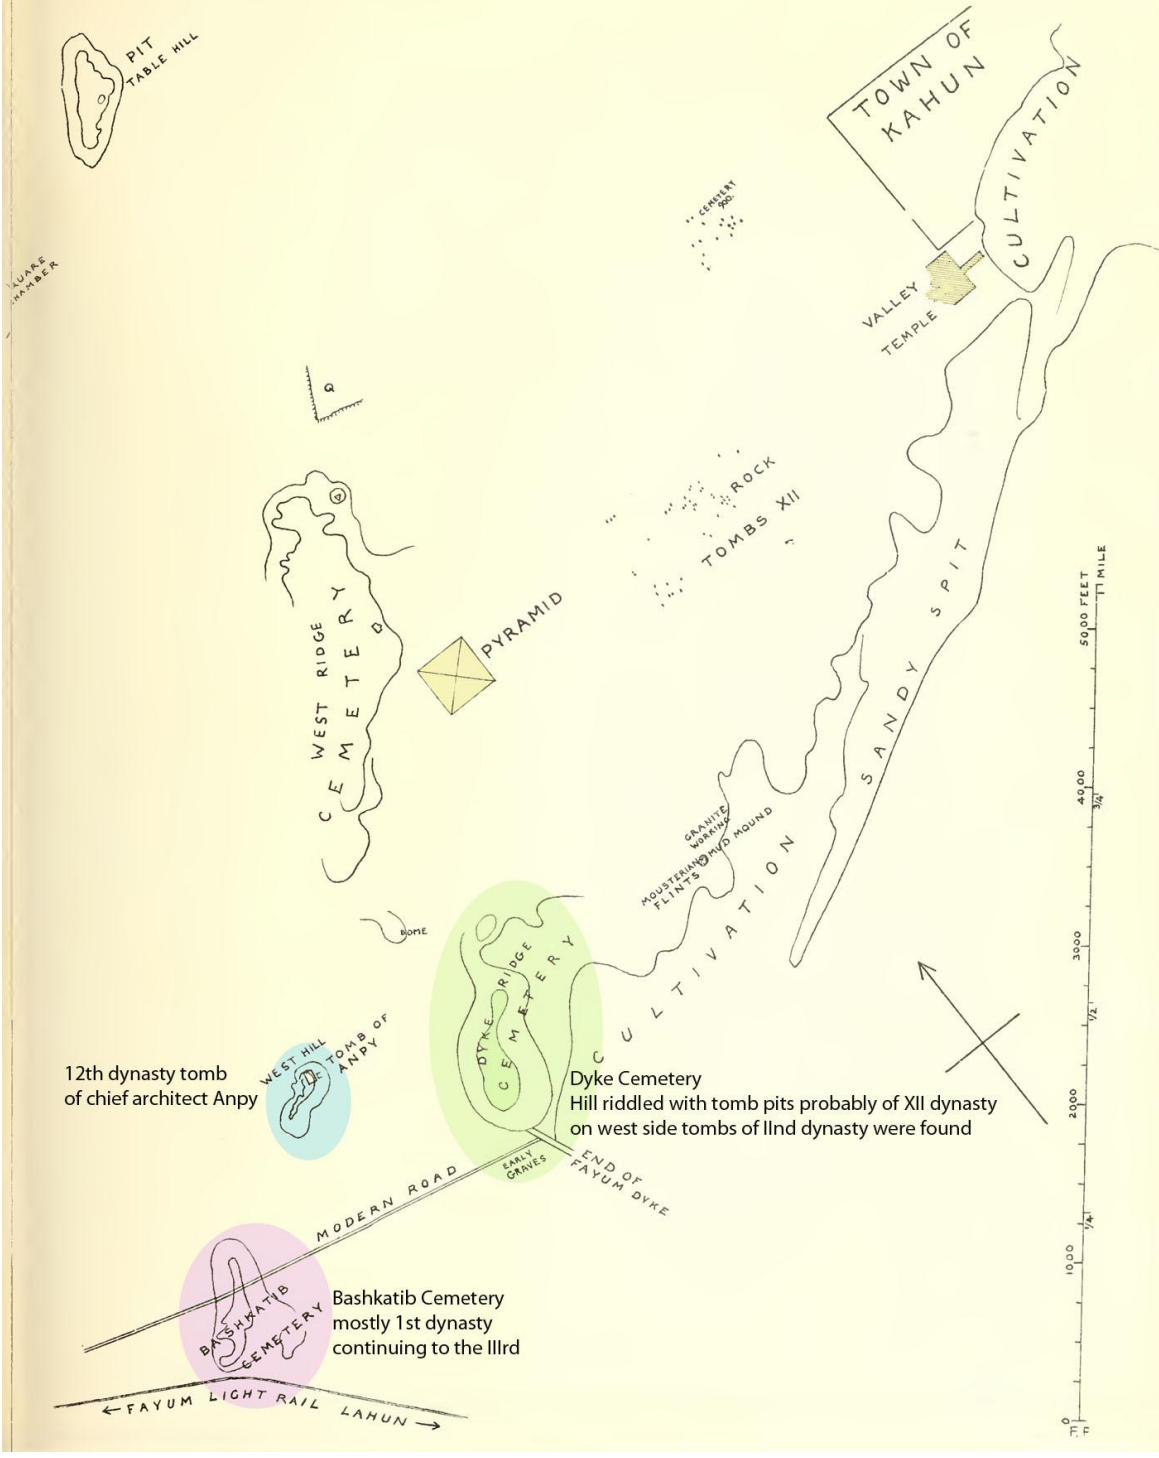 PIT
TABLE HILL
TOWN OF
KAHUN
CULTIVATION
CEMETERY
900.
VALLEY
TEMPLE
Q
ROCK
TOMBS XII
WEST RIDGE
CEMETERY
PYRAMID
SANDY SPIT
5000 FEET
1 MILE
4000
3/4
GRANITE
WORKING
MUD MOUND
MOUSTERIAN
FLINTS
CULTIVATION
DOME
3000
1/2
DYKE RIDGE
CEMETERY
WEST HILL
TOMB OF
ANPY
12th dynasty tomb
of chief architect Anpy
Dyke Cemetery
Hill riddled with tomb pits probably of XII dynasty
on west side tombs of IInd dynasty were found
2000
EARLY
GRAVES
END OF
FAYUM DYKE
MODERN ROAD
1/4
1000
BASHKATIB
CEMETERY
Bashkatib Cemetery
mostly 1st dynasty
continuing to the IIIrd
←FAYUM LIGHT RAIL LAHUN→
0
F.P